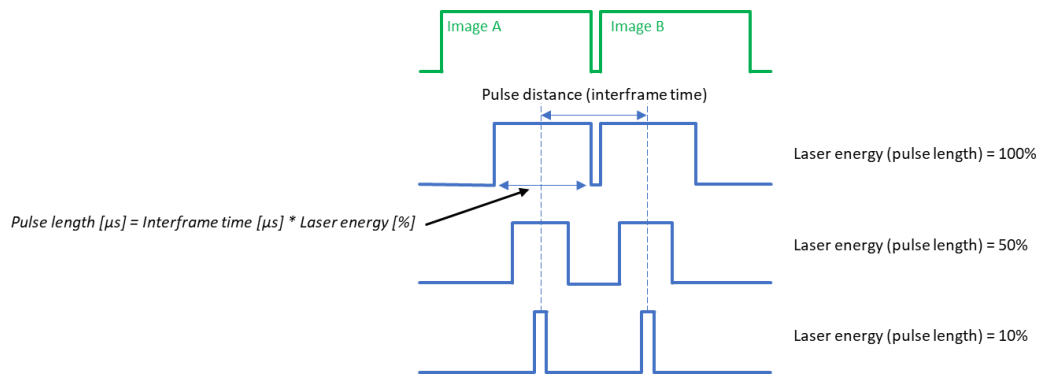 Image A
Image B
Pulse distance (interframe time)
Laser energy (pulse length) = 100%
Pulse length [µs] = Interframe time [µs] * Laser energy [%]
Laser energy (pulse length) = 50%
Laser energy (pulse length) = 10%